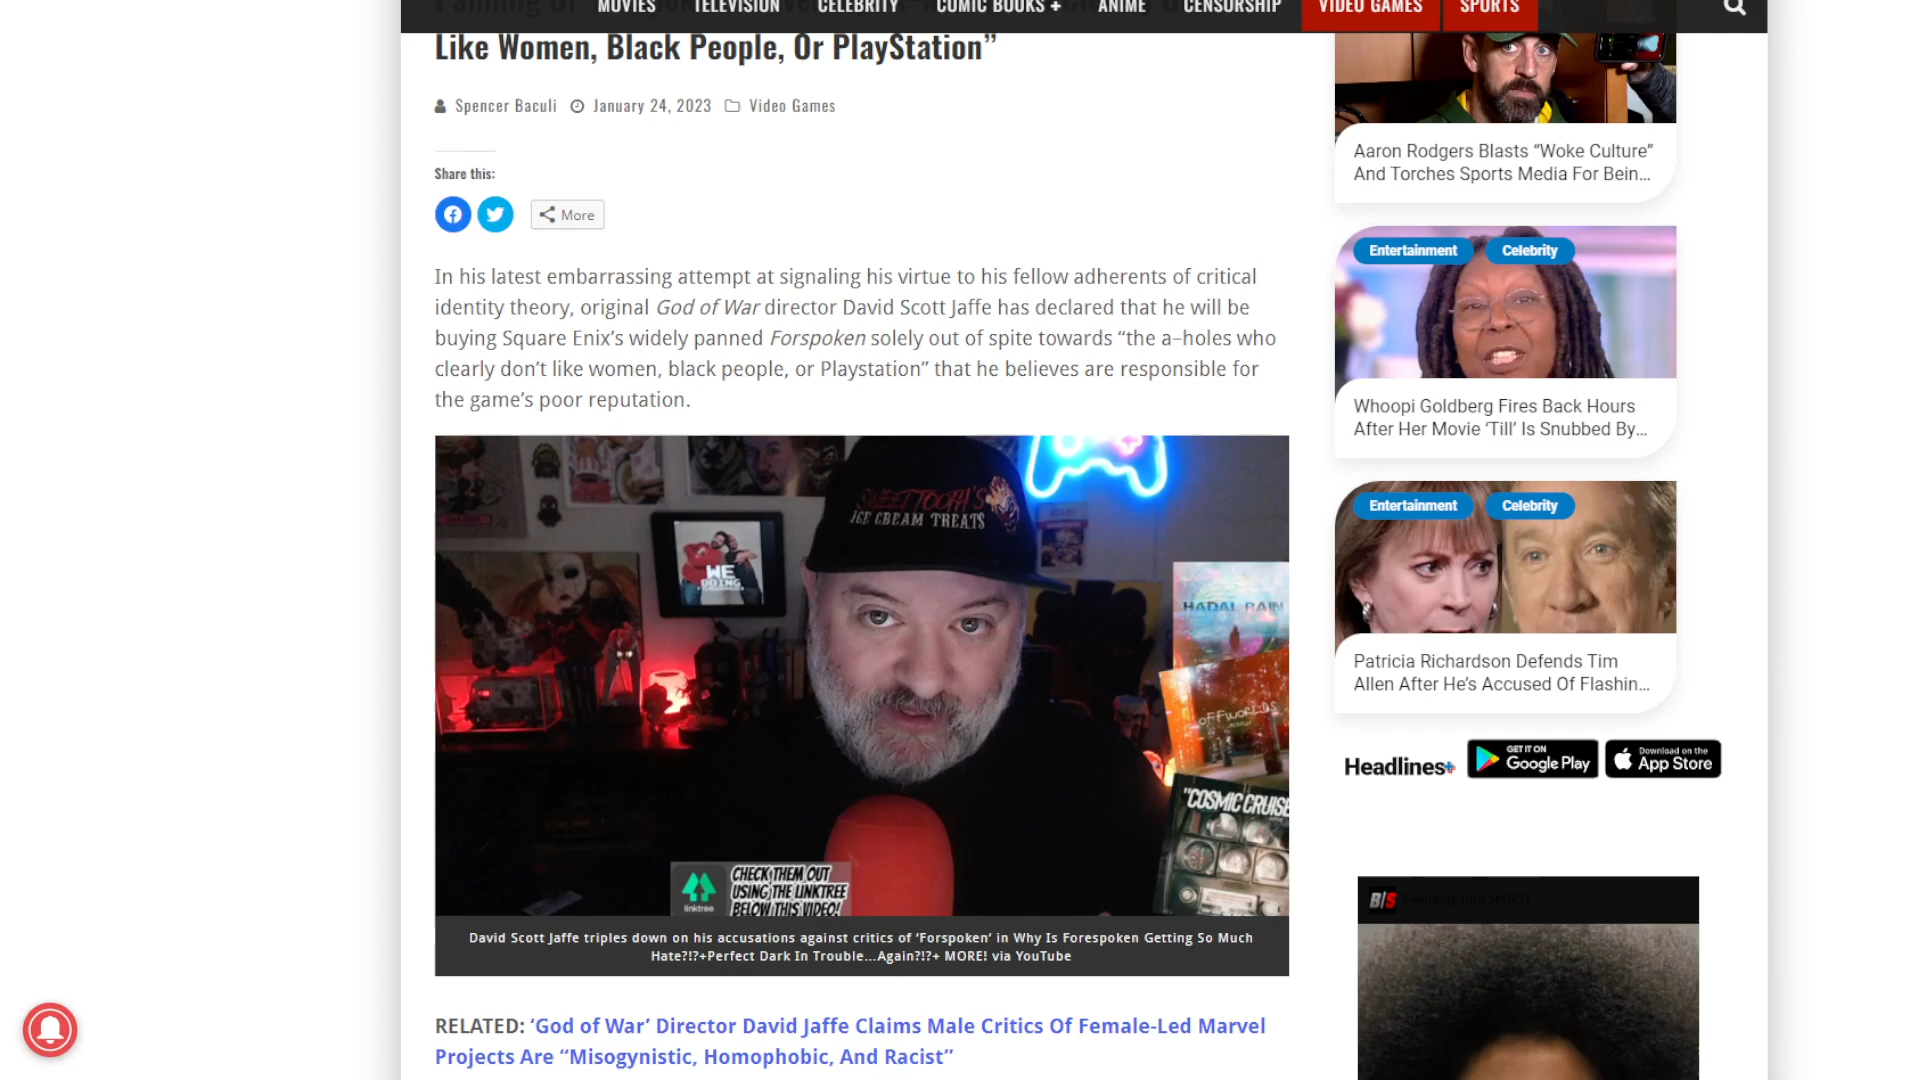 MOVIES TELEVISION CELEBRITY COMIC BOOKS + ANIME CENSORSHIP VIDEO GAMES SPORTS
Like Women, Black People, Or PlayStation”
Spencer Baculi January 24, 2023 Video Games
Share this:
More
In his latest embarrassing attempt at signaling his virtue to his fellow adherents of critical
identity theory, original God of War director David Scott Jaffe has declared that he will be
buying Square Enix’s widely panned Forspoken solely out of spite towards “the a–holes who
clearly don’t like women, black people, or Playstation” that he believes are responsible for
the game’s poor reputation.
SWEET TOOTH'S
ICE CREAM TREATS
WE
DOING
HADAL RAIN
OFFWORLDS
"COSMIC CRUISE
CHECK THEM OUT
USING THE LINKTREE
BELOW THIS VIDEO!
linktree
David Scott Jaffe triples down on his accusations against critics of ‘Forspoken’ in Why Is Forespoken Getting So Much
Hate?!?+Perfect Dark In Trouble...Again?!?+ MORE! via YouTube
RELATED: ‘God of War’ Director David Jaffe Claims Male Critics Of Female-Led Marvel
Projects Are “Misogynistic, Homophobic, And Racist”
Aaron Rodgers Blasts “Woke Culture”
And Torches Sports Media For Bein...
Entertainment Celebrity
Whoopi Goldberg Fires Back Hours
After Her Movie ‘Till’ Is Snubbed By...
Entertainment Celebrity
Patricia Richardson Defends Tim
Allen After He’s Accused Of Flashin...
Headlines+
GET IT ON
Google Play
Download on the
App Store
B/S Bounding Into SPORTS